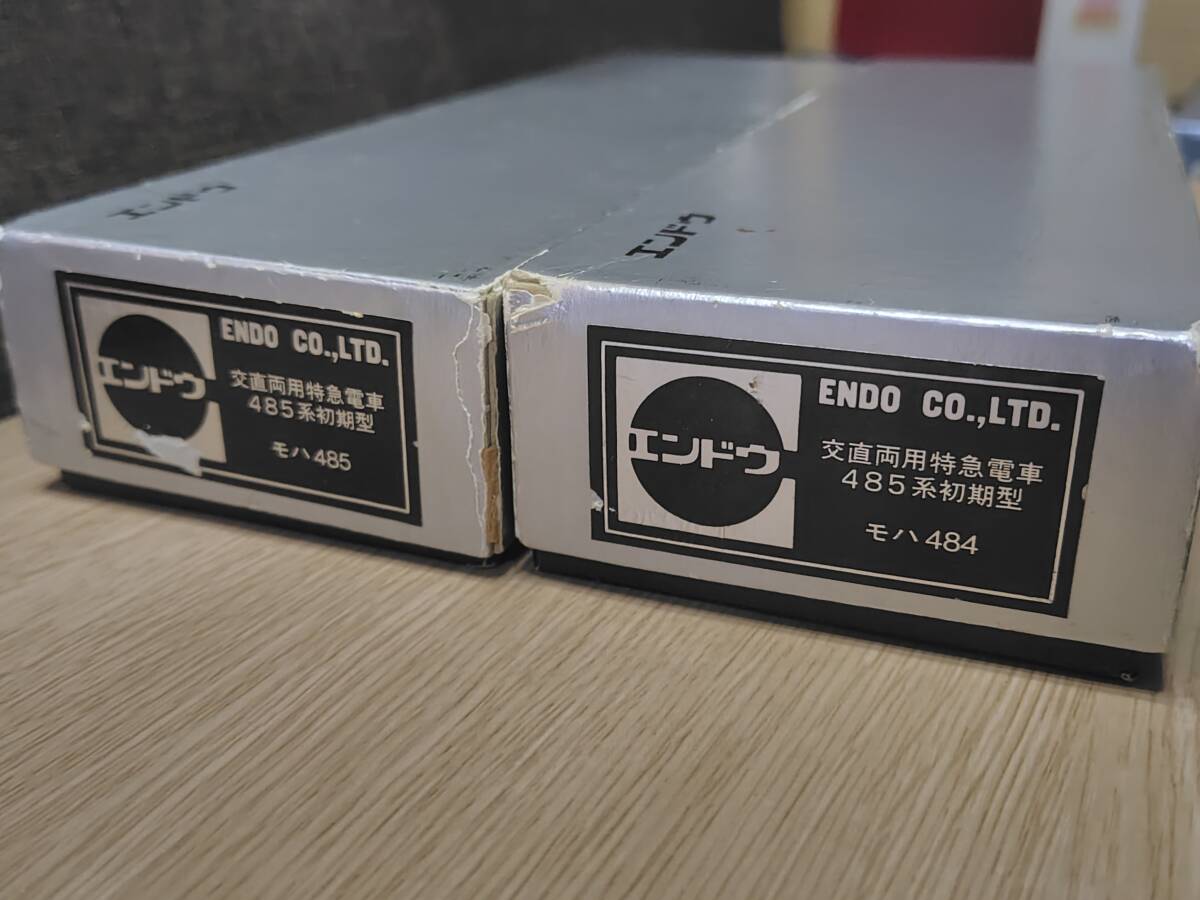 エンドウ
エンドウ
エンドウ
ENDO CO.,LTD.
交直両用特急電車
485系初期型
モハ485
エンドウ
ENDO CO.,LTD.
交直両用特急電車
485系初期型
モハ484